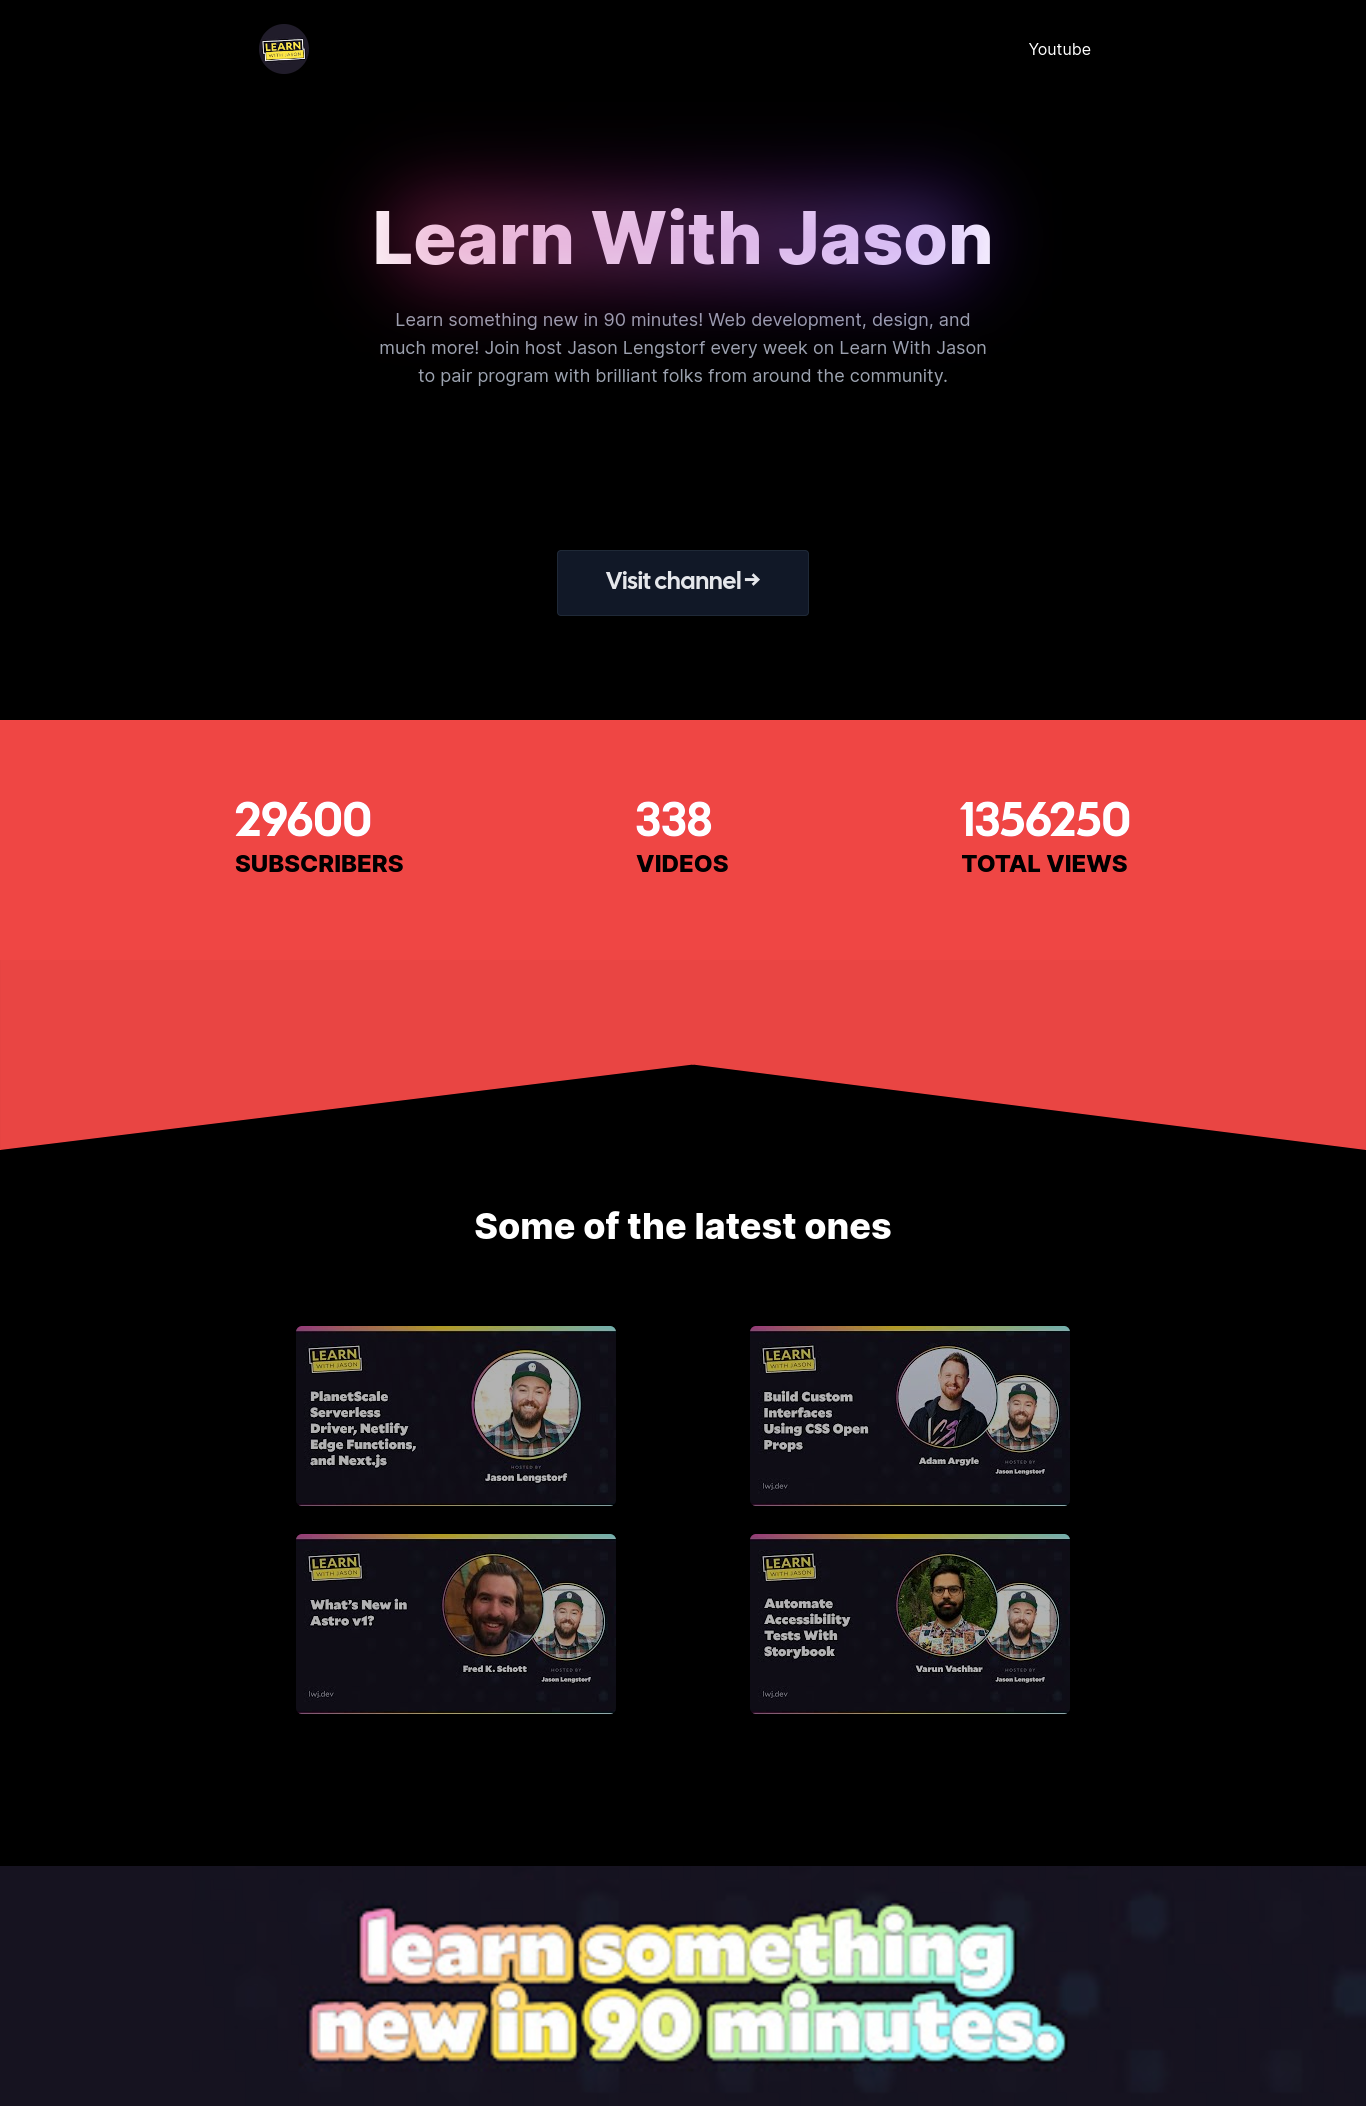 LEARN
WITH JASON
Youtube
Learn With Jason
Learn something new in 90 minutes! Web development, design, and
much more! Join host Jason Lengstorf every week on Learn With Jason
to pair program with brilliant folks from around the community.
Visit channel →
29600
SUBSCRIBERS
338
VIDEOS
1356250
TOTAL VIEWS
Some of the latest ones
LEARN
WITH JASON
PlanetScale
Serverless
Driver, Netlify
Edge Functions,
and Next.js
HOSTED BY
Jason Lengstorf
LEARN
WITH JASON
Build Custom
Interfaces
Using CSS Open
Props
Adam Argyle
HOSTED BY
Jason Lengstorf
lwj.dev
LEARN
WITH JASON
What's New in
Astro v1?
Fred K. Schott
HOSTED BY
Jason Lengstorf
lwj.dev
LEARN
WITH JASON
Automate
Accessibility
Tests With
Storybook
Varun Vachhar
HOSTED BY
Jason Lengstorf
lwj.dev
learn something
new in 90 minutes.